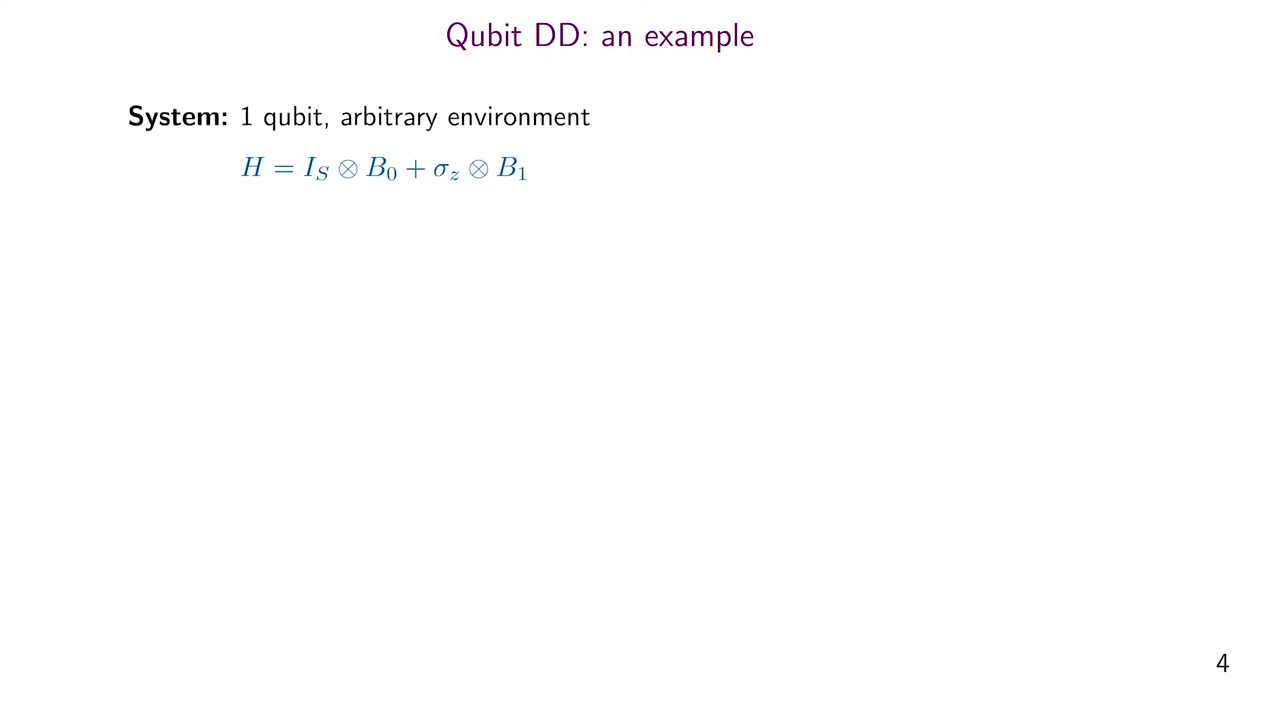 Qubit DD: an example
System: 1 qubit, arbitrary environment
H = I_S ⊗ B_0 + σ_z ⊗ B_1
4